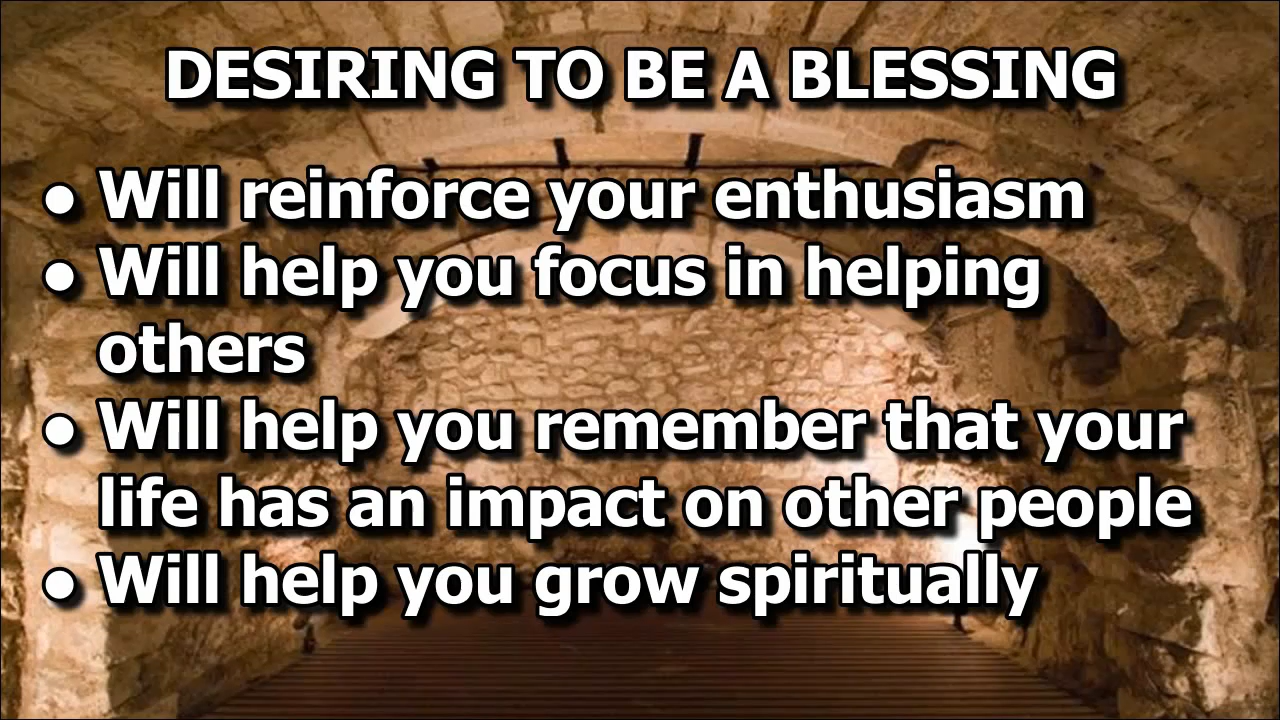 DESIRING TO BE A BLESSING
● Will reinforce your enthusiasm
● Will help you focus in helping
others
● Will help you remember that your
life has an impact on other people
● Will help you grow spiritually